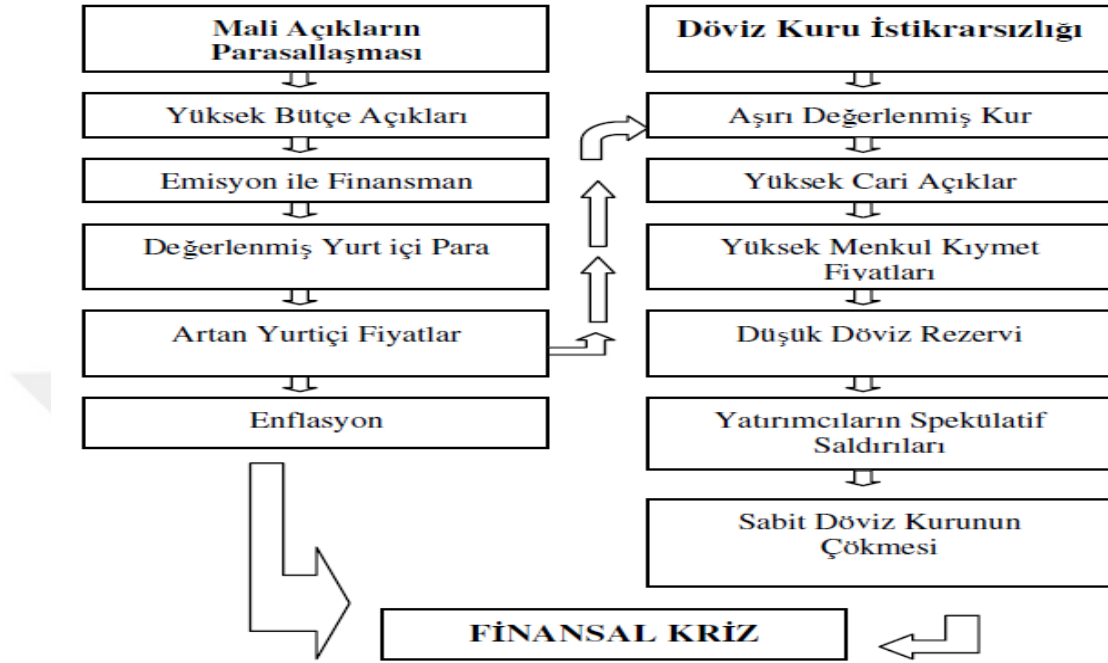 Mali Açıkların
Parasallaşması
Yüksek Bütçe Açıkları
Emisyon ile Finansman
Değerlenmiş Yurt içi Para
Artan Yurtiçi Fiyatlar
Enflasyon
Döviz Kuru İstikrarsızlığı
Aşırı Değerlenmiş Kur
Yüksek Cari Açıklar
Yüksek Menkul Kıymet
Fiyatları
Düşük Döviz Rezervi
Yatırımcıların Spekülatif
Saldırıları
Sabit Döviz Kurunun
Çökmesi
FİNANSAL KRİZ